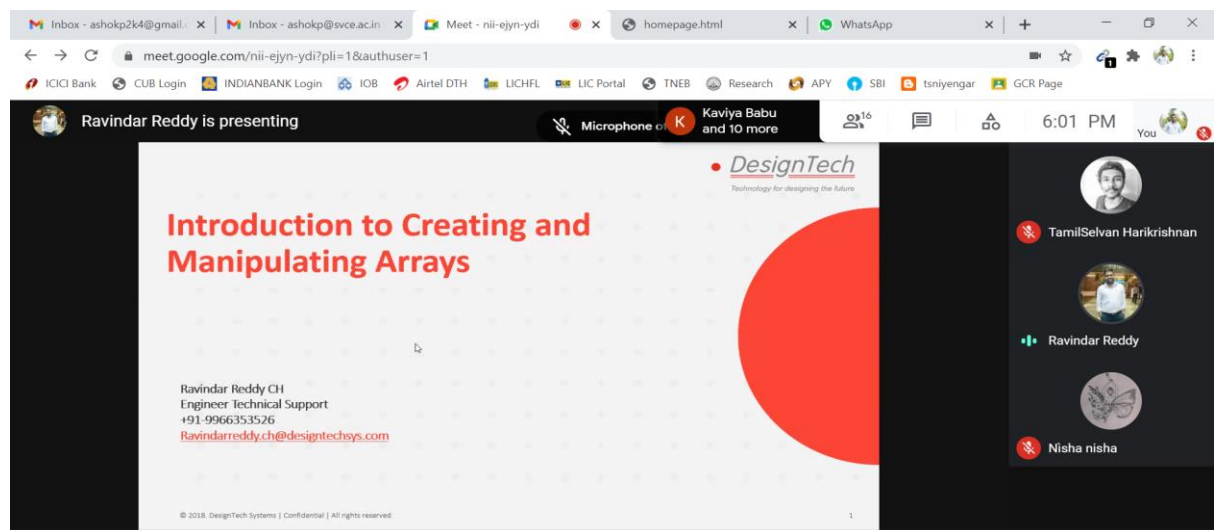 Inbox - ashokp2k4@gmail.c
Inbox - ashokp@svce.ac.in
Meet - nii-ejyn-ydi
homepage.html
WhatsApp
meet.google.com/nii-ejyn-ydi?pli=1&authuser=1
ICICI Bank CUB Login INDIANBANK Login IOB Airtel DTH LICHFL LIC Portal TNEB Research APY SBI tsniyengar GCR Page
Ravindar Reddy is presenting
Microphone o
K
Kaviya Babu
and 10 more
16
6:01 PM
You
DesignTech
Technology for designing the future
Introduction to Creating and
Manipulating Arrays
Ravindar Reddy CH
Engineer Technical Support
+91-9966353526
Ravindarreddy.ch@designtechsys.com
© 2018. DesignTech Systems | Confidential | All rights reserved
1
TamilSelvan Harikrishnan
Ravindar Reddy
Nisha nisha